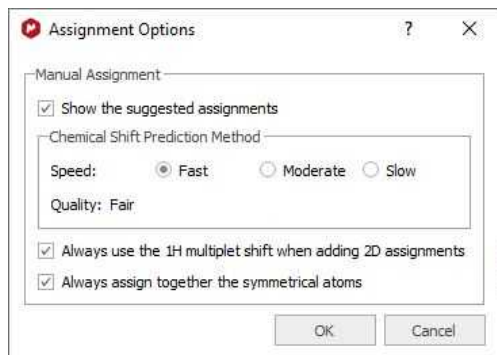 Assignment Options ?
Manual Assignment
Show the suggested assignments
Chemical Shift Prediction Method
Speed: Fast Moderate Slow
Quality: Fair
Always use the 1H multiplet shift when adding 2D assignments
Always assign together the symmetrical atoms
OK Cancel